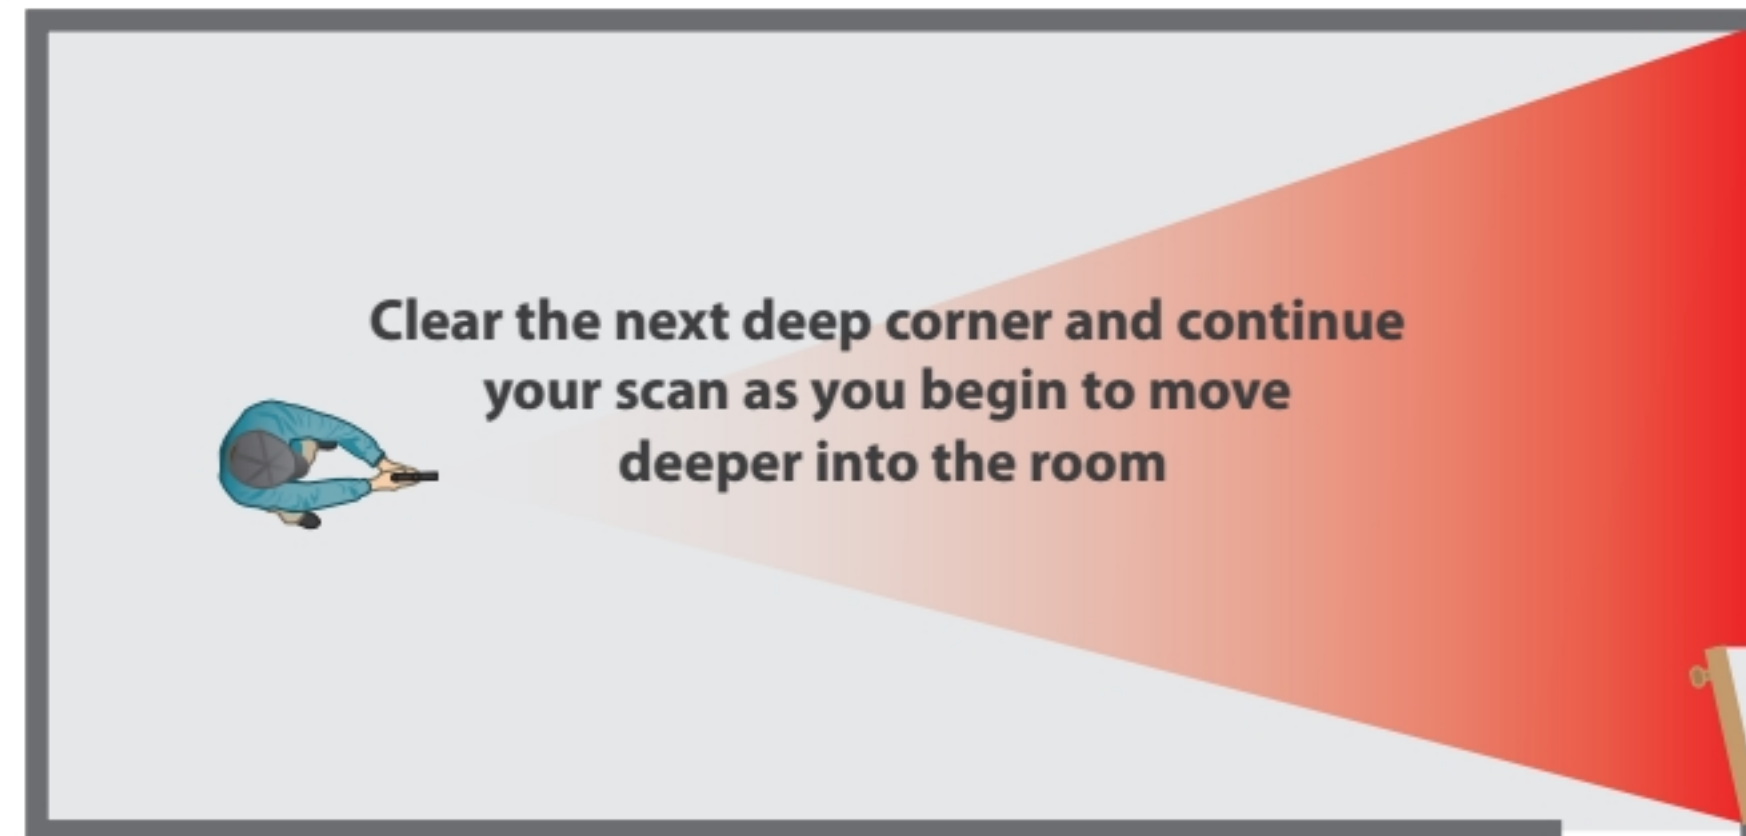 Clear the next deep corner and continue
your scan as you begin to move
deeper into the room